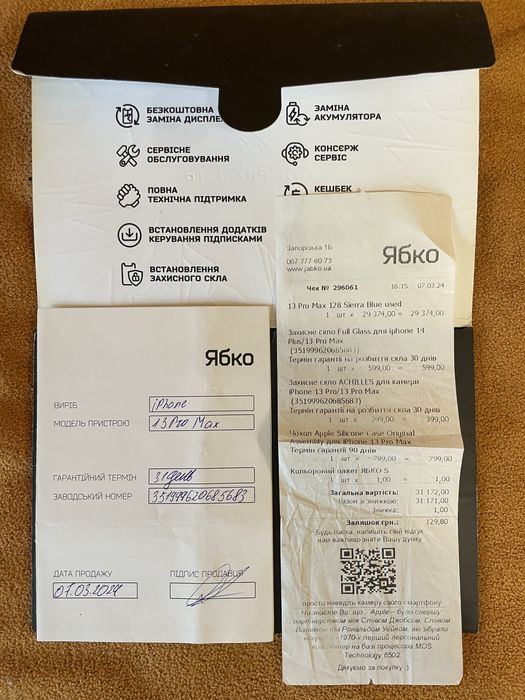 БЕЗКОШТОВНА
ЗАМІНА ДИСПЛЕ
ЗАМІНА
АКУМУЛЯТОРА
СЕРВІСНЕ
ОБСЛУГОВУВАННЯ
КОНСЄРЖ
СЕРВІС
ПОВНА
ТЕХНІЧНА ПІДТРИМКА
КЕШБЕК
ВСТАНОВЛЕННЯ ДОДАТКІВ
КЕРУВАННЯ ПІДПИСКАМИ
ВСТАНОВЛЕННЯ
ЗАХИСНОГО СКЛА
Ябко
ВИРІБ iPhone
МОДЕЛЬ ПРИСТРОЮ 13 Pro Max
ГАРАНТІЙНИЙ ТЕРМІН 31 день
ЗАВОДСЬКИЙ НОМЕР 351999620685683
ДАТА ПРОДАЖУ ПІДПИС ПРОДАВЦЯ
07.03.2024
Запорізька 1Б
067 777 60 73
www.jabko.ua
Ябко
Чек № 296061 16:15 07.03.24
13 Pro Max 128 Sierra Blue used
1 шт x 29 374,00 = 29 374,00
Захисне скло Full Glass для iphone 14
Plus/13 Pro Max
(351999620685683)
Термін гарантії на розбиття скла 30 днів
1 шт x 599,00 = 599,00
Захисне скло ACHILLES для камери
iPhone 13 Pro/13 Pro Max
(351999620685683)
Термін гарантії на розбиття скла 30 днів
1 шт x 399,00 = 399,00
Чохол Apple Silicone Case Original
Assembly для iPhone 13 Pro Max
Термін гарантії 90 днів
1 шт x 799,00 = 799,00
Кольоровий пакет ЯБКО S
1 шт x 1,00 = 1,00
Загальна вартість: 31 172,00
Разом зі знижкою: 31 171,00
Знижка: 1,00
Залишок грн.: 129,80
Будь ласка, напишіть свій відгук
нам важливо знати Вашу думку
просто наведіть камеру свого смартфону
Чи знаєте Ви що Apple було спершу
партнерством між Стівом Джобсом, Стівом
Возняком та Рональдом Уейном, які зібрали
1970-х перший персональний
комп'ютер на базі процесора MOS
Technology 6502.
Дякуємо за покупку :)